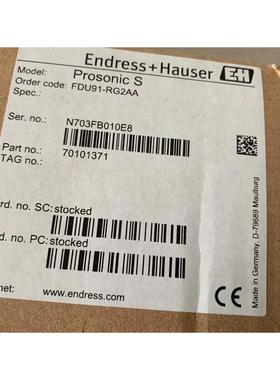 Endress+Hauser EH
Model: Prosonic S
Order code: FDU91-RG2AA
Spec.:
Ser. no.: N703FB010E8
Part no.: 70101371
TAG no.:
rd. no. SC: stocked
d. no. PC: stocked
net: www.endress.com
Made in Germany, D-79689 Maulburg
CE